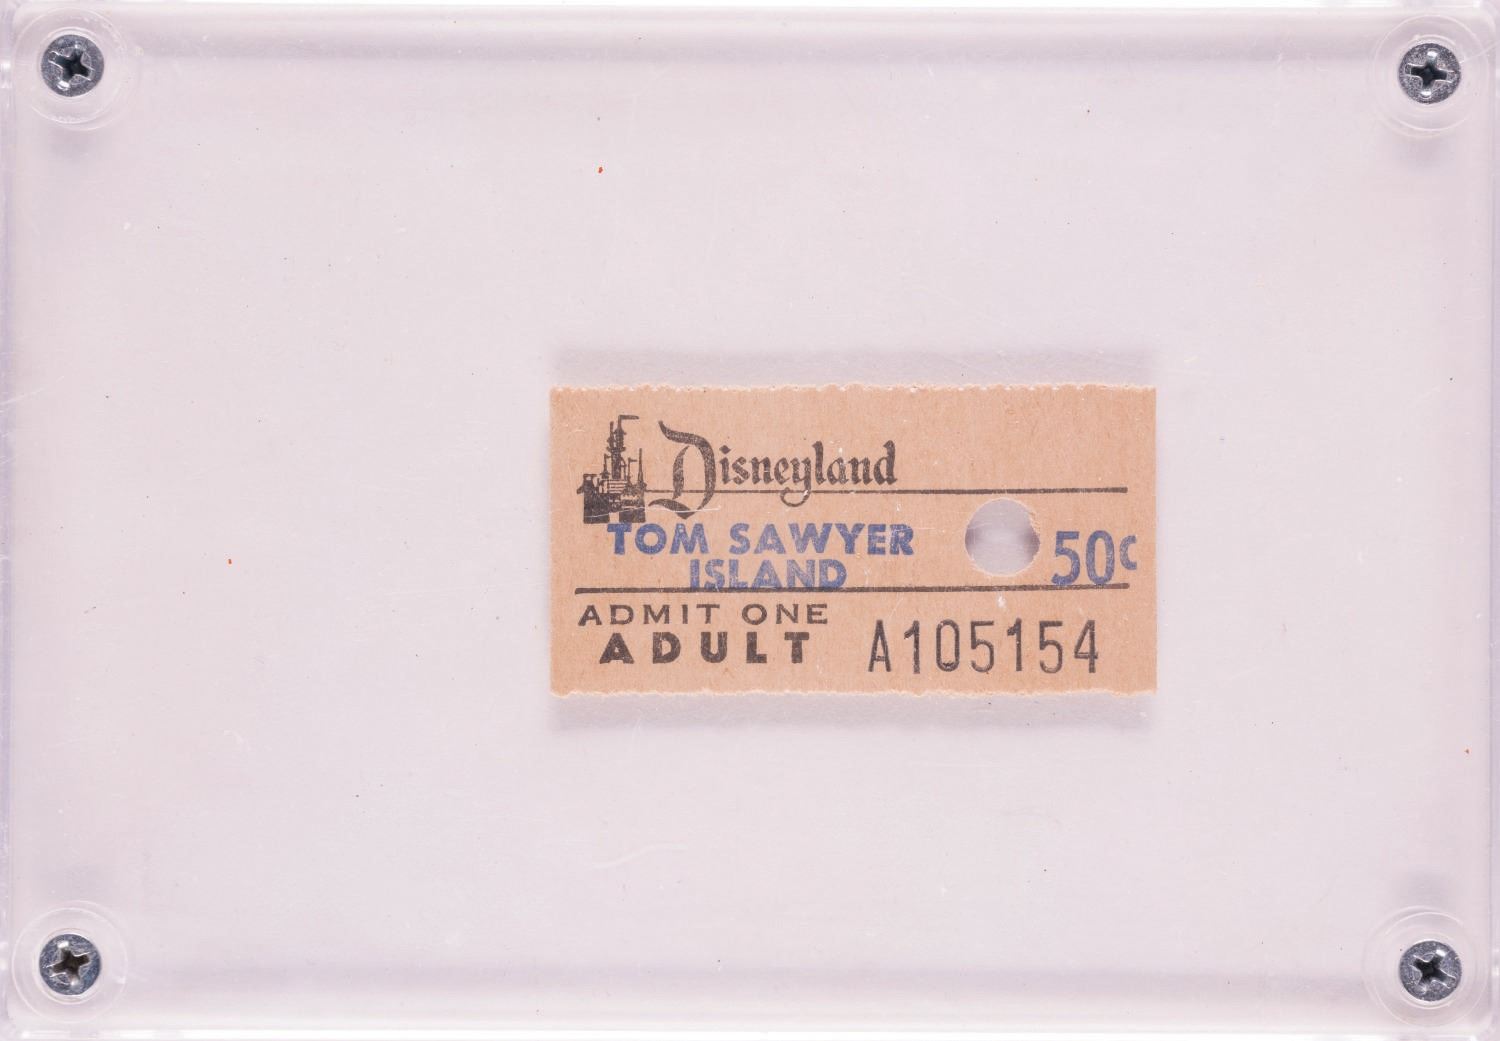 Disneyland
TOM SAWYER 50¢
ISLAND
ADMIT ONE
ADULT A105154